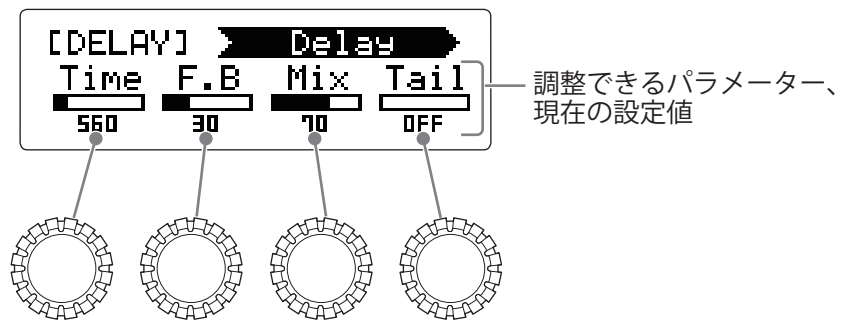 [DELAY] Delay
Time F.B Mix Tail
560 30 70 OFF
調整できるパラメーター、
現在の設定値